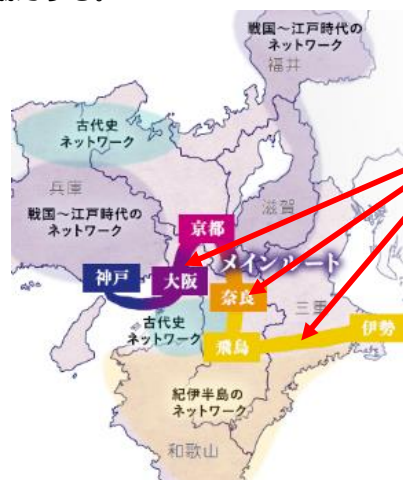 戦国～江戸時代の
ネットワーク
福井
古代史
ネットワーク
兵庫
戦国～江戸時代の
ネットワーク
滋賀
京都
メインルート
神戸
大阪
奈良
三重
古代史
ネットワーク
飛鳥
伊勢
紀伊半島の
ネットワーク
和歌山